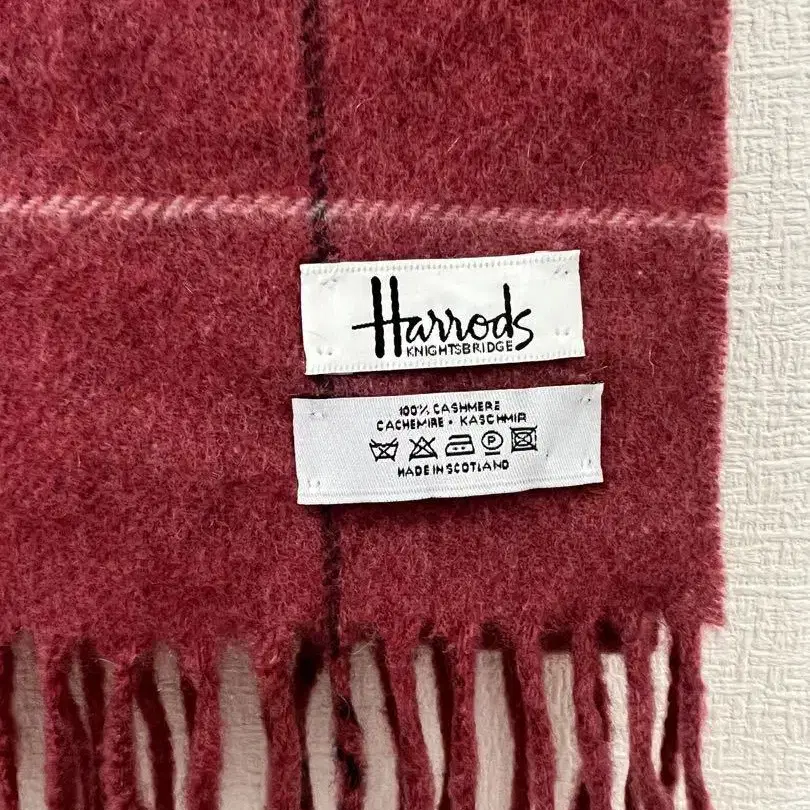 Harrods
KNIGHTSBRIDGE
100% CASHMERE
CACHEMIRE • KASCHMIR
P
MADE IN SCOTLAND